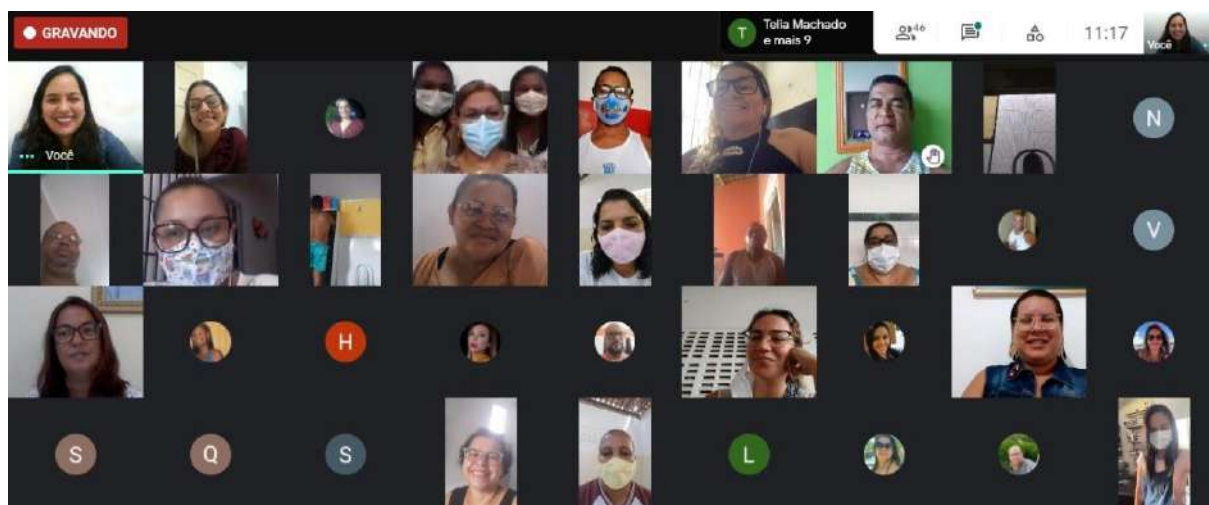 GRAVANDO
T
Telia Machado
e mais 9
46
11:17
Você
Você
N
V
H
S
Q
S
L